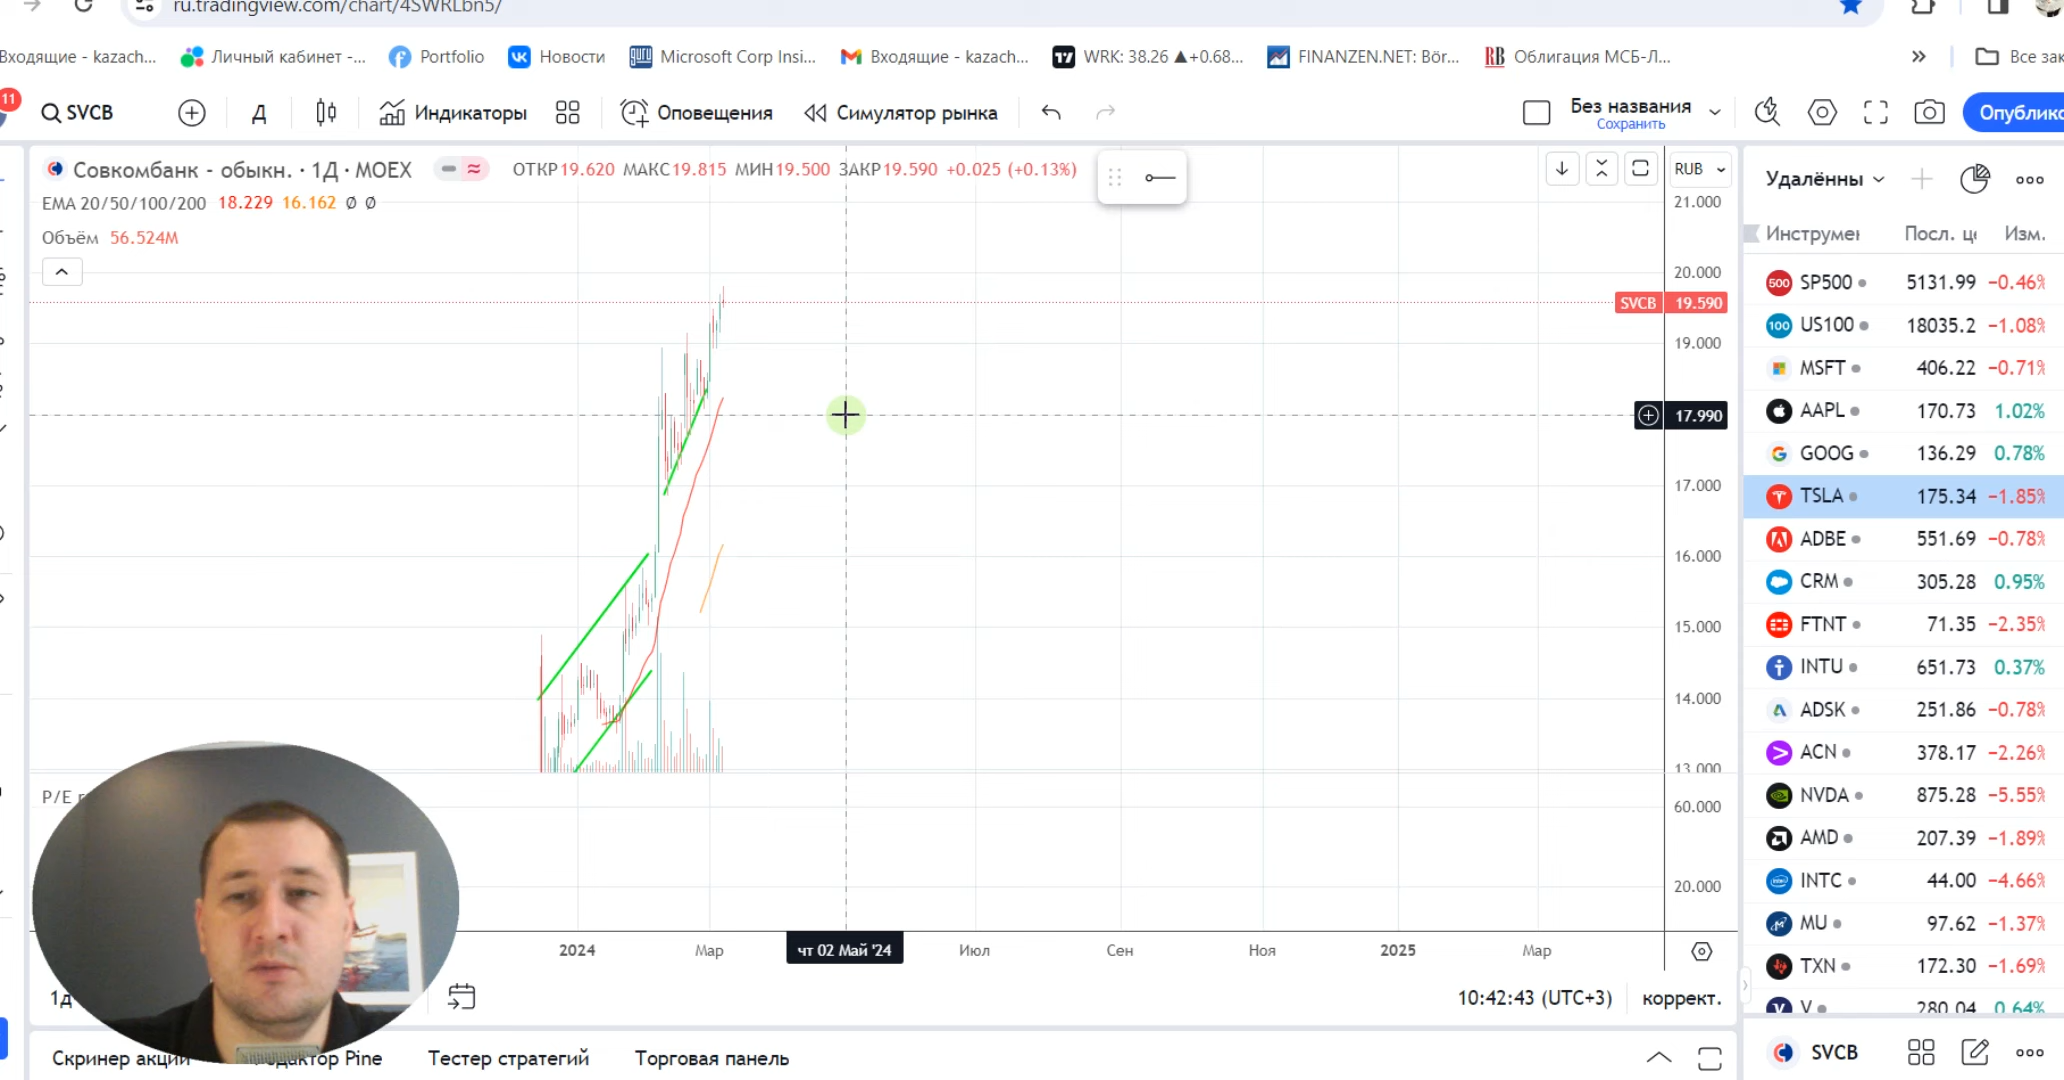 ru.tradingview.com/chart/4SWRLbn5/
Входящие - kazach... Личный кабинет -... Portfolio Новости Microsoft Corp Insi... Входящие - kazach... WRK: 38.26 ▲+0.68... FINANZEN.NET: Bör... Облигация МСБ-Л... » Все зак
11 SVCB Д Индикаторы Оповещения Симулятор рынка Без названия Опублико
Сохранить
Совкомбанк - обыкн. · 1Д · MOEX ОТКР19.620 МАКС19.815 МИН19.500 ЗАКР19.590 +0.025 (+0.13%) RUB
EMA 20/50/100/200 18.229 16.162 Ø Ø
Объём 56.524M
21.000
20.000
SVCB 19.590
19.000
17.990
17.000
16.000
15.000
14.000
13.000
P/E
60.000
20.000
2024 Мар чт 02 Май '24 Июл Сен Ноя 2025 Мар
1д 10:42:43 (UTC+3) коррект.
Скринер акций Pine Тестер стратегий Торговая панель
Удалённы
Инструмен Посл. це Изм.
500 SP500 5131.99 −0.46%
100 US100 18035.2 −1.08%
MSFT 406.22 −0.71%
AAPL 170.73 1.02%
GOOG 136.29 0.78%
TSLA 175.34 −1.85%
ADBE 551.69 −0.78%
CRM 305.28 0.95%
FTNT 71.35 −2.35%
INTU 651.73 0.37%
ADSK 251.86 −0.78%
ACN 378.17 −2.26%
NVDA 875.28 −5.55%
AMD 207.39 −1.89%
INTC 44.00 −4.66%
MU 97.62 −1.37%
TXN 172.30 −1.69%
V 280.04 0.64%
SVCB